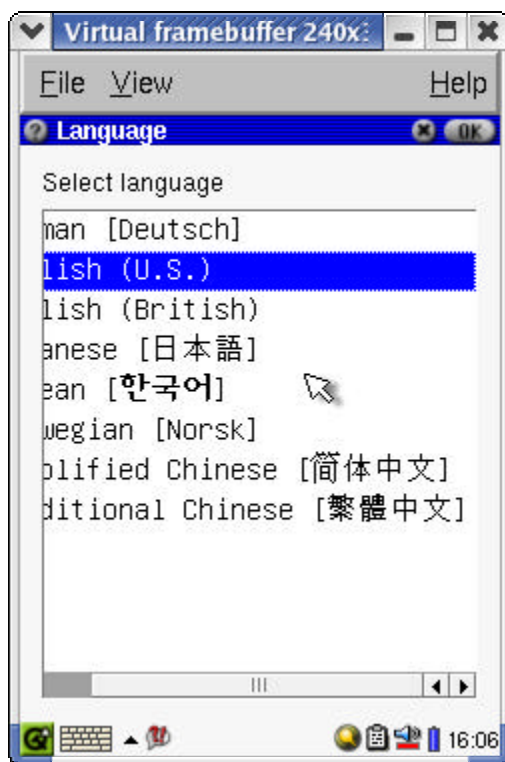 Virtual framebuffer 240x
File View Help
Language OK
Select language
man [Deutsch]
lish (U.S.)
lish (British)
anese [日本語]
ean [한국어]
wegian [Norsk]
plified Chinese [简体中文]
ditional Chinese [繁體中文]
16:06